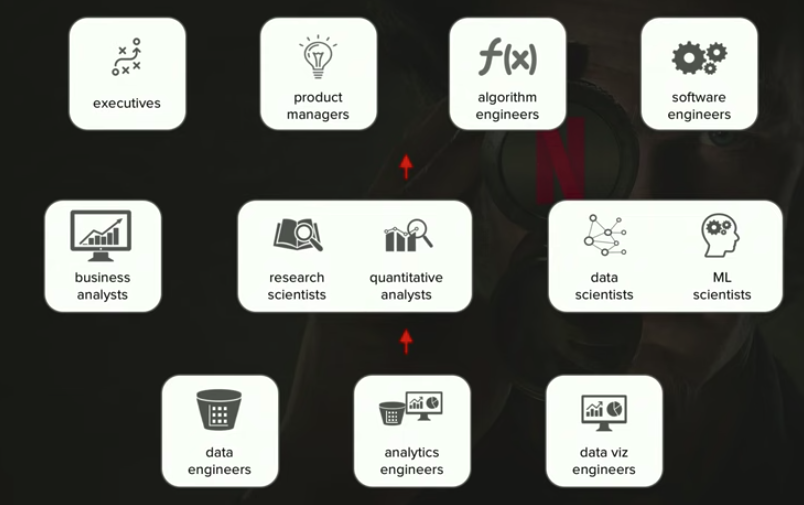 f(x)
executives
product
managers
algorithm
engineers
software
engineers
N
business
analysts
research
scientists
quantitative
analysts
data
scientists
ML
scientists
data
engineers
analytics
engineers
data viz
engineers